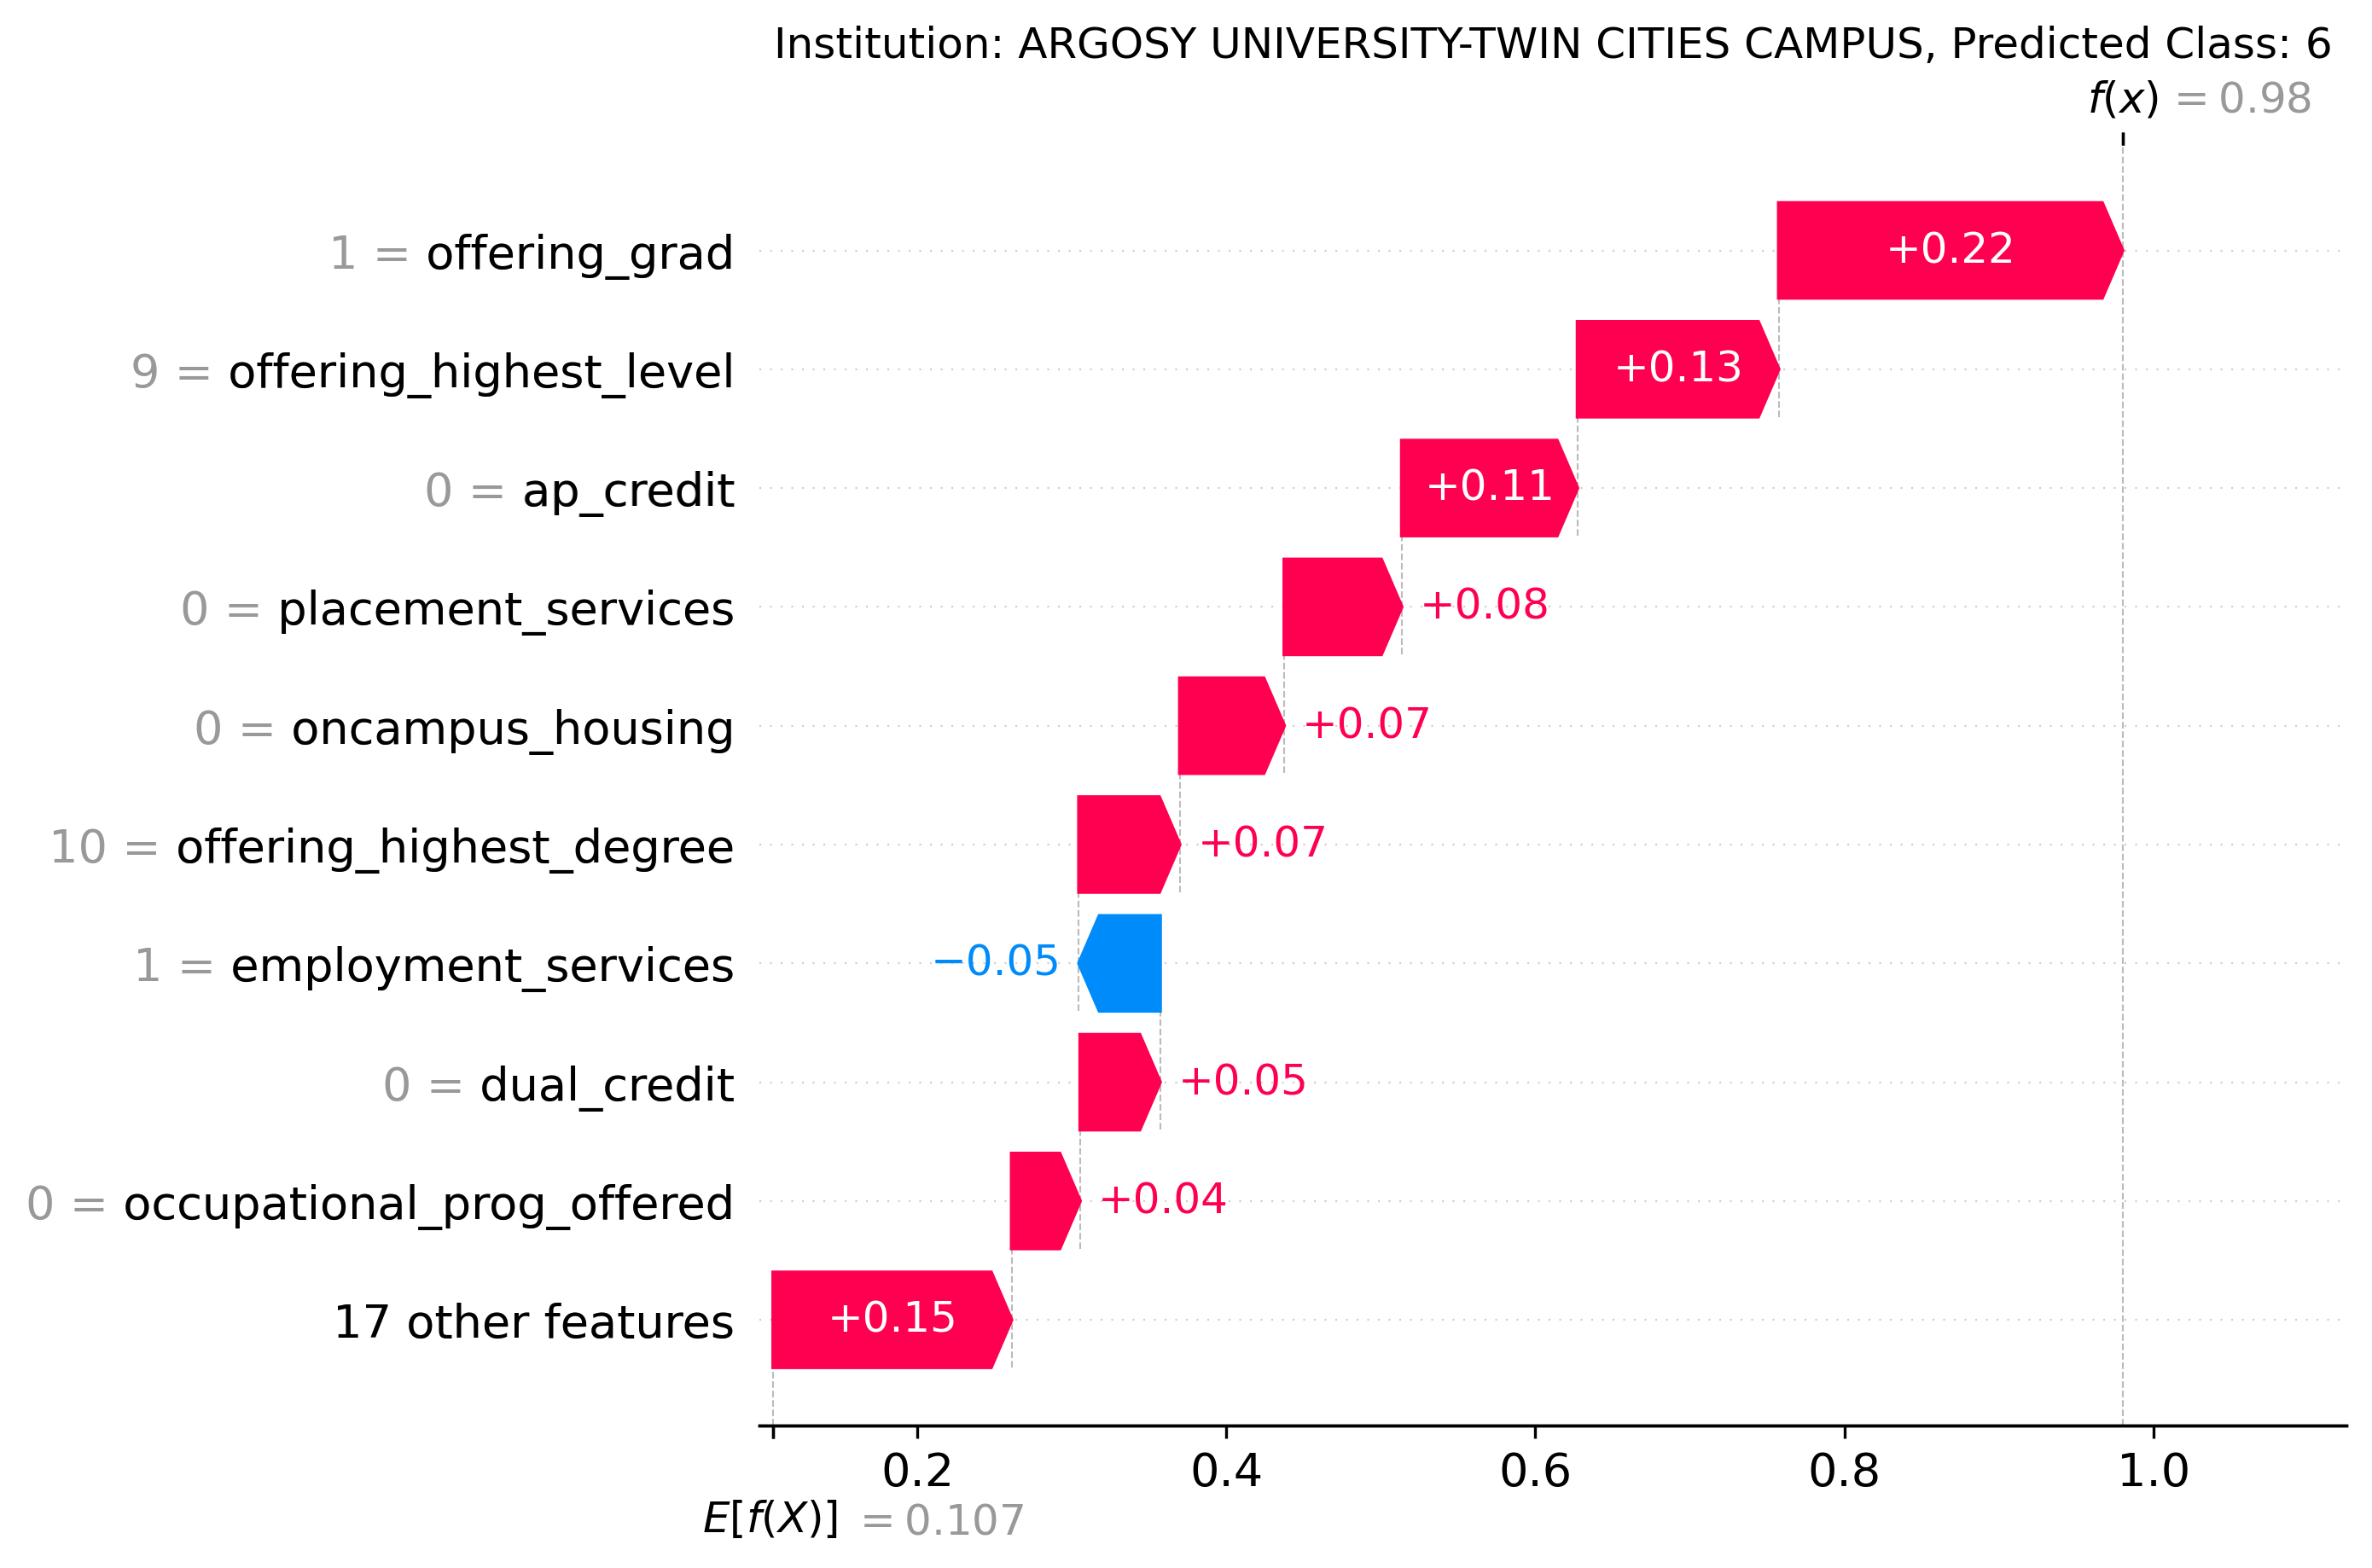 Institution: ARGOSY UNIVERSITY-TWIN CITIES CAMPUS, Predicted Class: 6
f(x) = 0.98
1 = offering_grad +0.22
9 = offering_highest_level +0.13
0 = ap_credit +0.11
0 = placement_services +0.08
0 = oncampus_housing +0.07
10 = offering_highest_degree +0.07
1 = employment_services −0.05
0 = dual_credit +0.05
0 = occupational_prog_offered +0.04
17 other features +0.15
0.2 0.4 0.6 0.8 1.0
E[f(X)] = 0.107